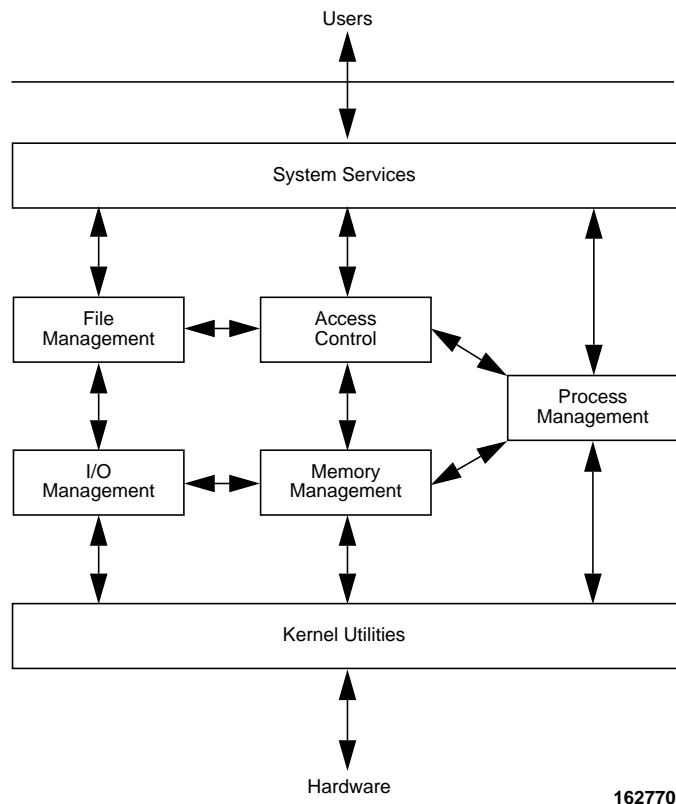 Users
System Services
File
Management
Access
Control
Process
Management
I/O
Management
Memory
Management
Kernel Utilities
Hardware
162770